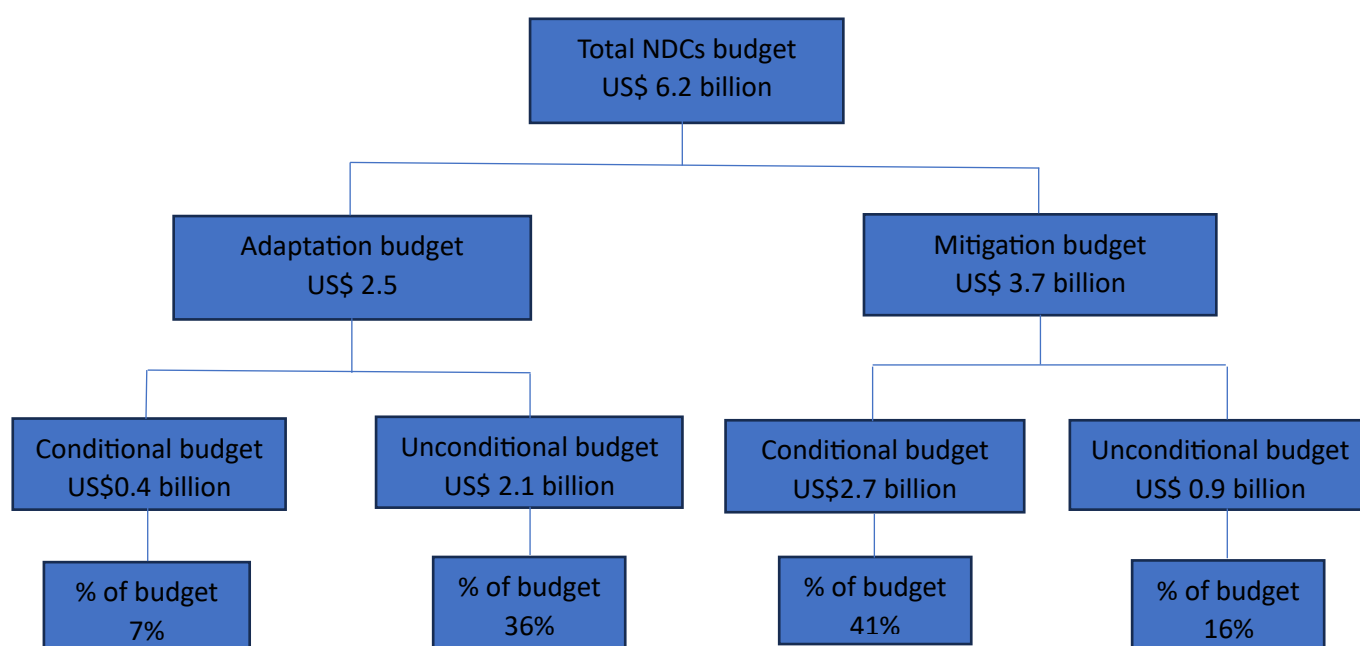 Total NDCs budget
US$ 6.2 billion
Adaptation budget
US$ 2.5
Mitigation budget
US$ 3.7 billion
Conditional budget
US$0.4 billion
Unconditional budget
US$ 2.1 billion
Conditional budget
US$2.7 billion
Unconditional budget
US$ 0.9 billion
% of budget
7%
% of budget
36%
% of budget
41%
% of budget
16%